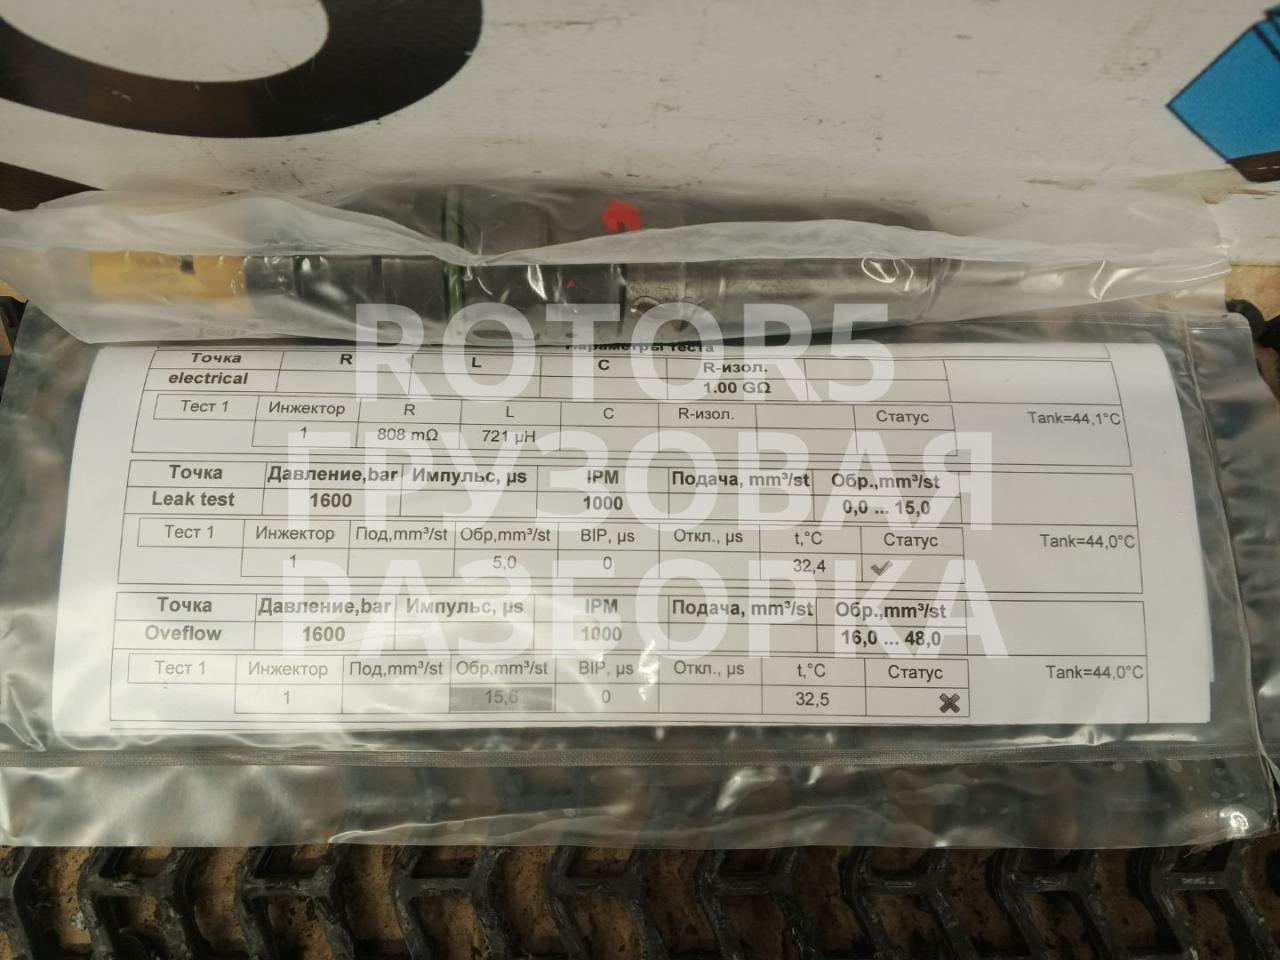 Параметры теста
Точка R L C R-изол.
electrical 1.00 GΩ
Тест 1 Инжектор R L C R-изол. Статус Tank=44,1°C
1 808 mΩ 721 µH
Точка Давление,bar Импульс, µs IPM Подача, mm³/st Обр.,mm³/st
Leak test 1600 1000 0,0 ... 15,0
Тест 1 Инжектор Под,mm³/st Обр,mm³/st BIP, µs Откл., µs t,°C Статус Tank=44,0°C
1 5,0 0 32,4
Точка Давление,bar Импульс, µs IPM Подача, mm³/st Обр.,mm³/st
Oveflow 1600 1000 16,0 ... 48,0
Тест 1 Инжектор Под,mm³/st Обр,mm³/st BIP, µs Откл., µs t,°C Статус Tank=44,0°C
1 15,6 0 32,5
ROTOR5
ГРУЗОВАЯ
РАЗБОРКА